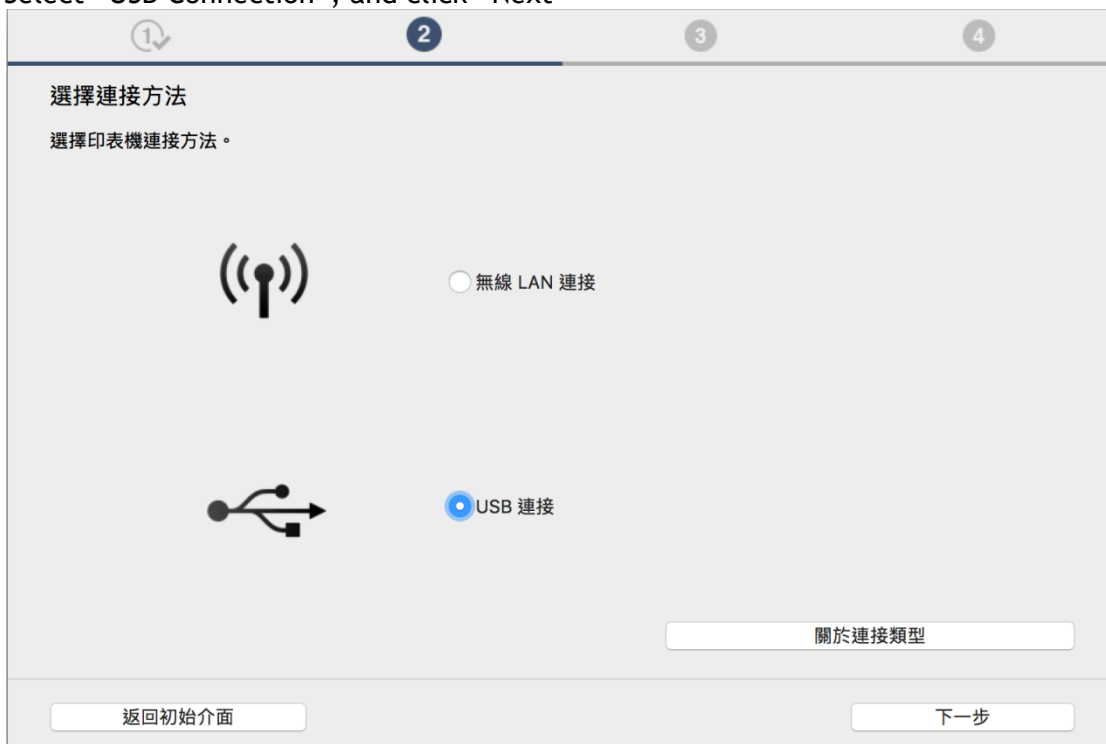 Select "USB Connection", and click "Next"
1 2 3 4
選擇連接方法
選擇印表機連接方法。
無線 LAN 連接
USB 連接
關於連接類型
返回初始介面 下一步